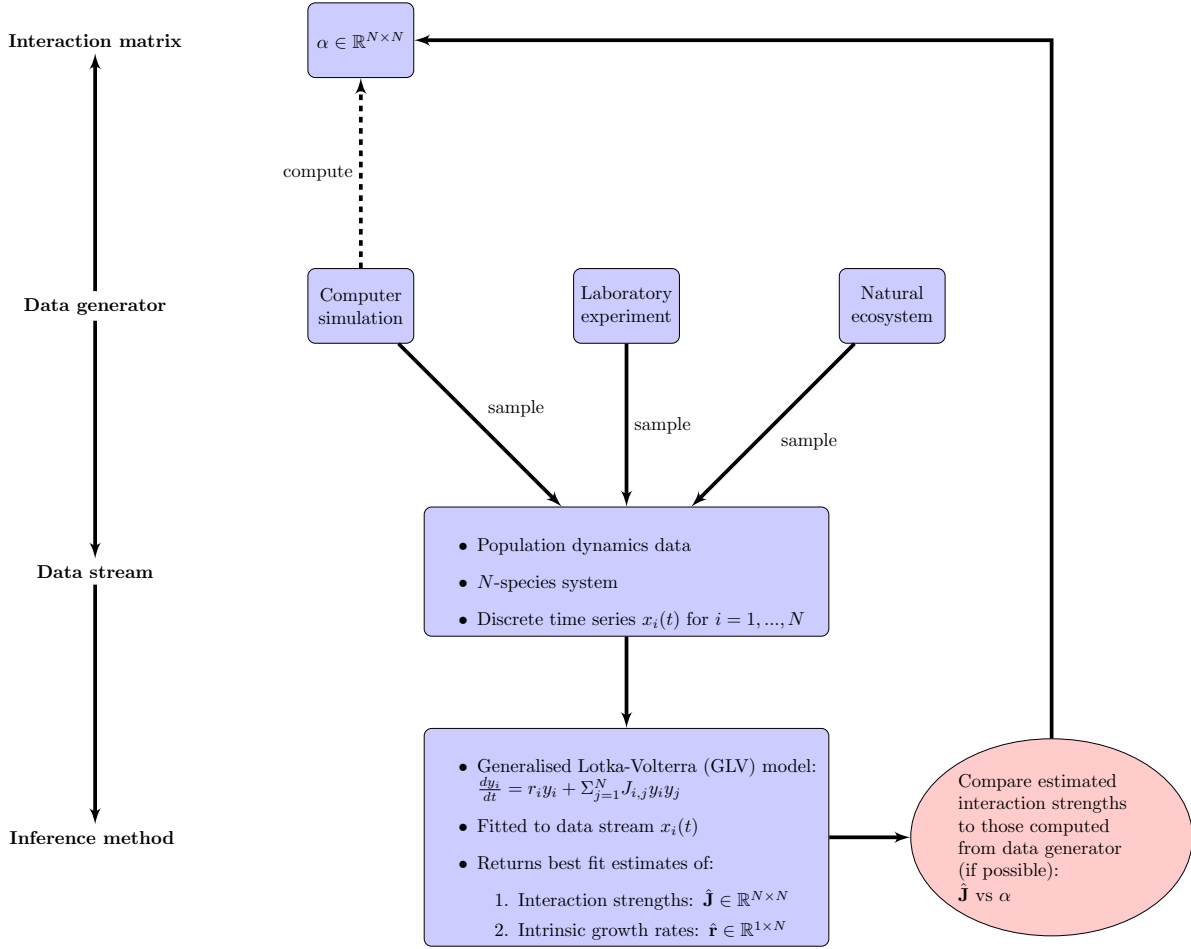 Interaction matrix
α ∈ ℝ^{N×N}
compute
Data generator
Computer
simulation
Laboratory
experiment
Natural
ecosystem
sample
sample
sample
Data stream
• Population dynamics data
• N-species system
• Discrete time series x_i(t) for i = 1, ..., N
Inference method
• Generalised Lotka-Volterra (GLV) model:
\frac{dy_i}{dt} = r_i y_i + Σ_{j=1}^{N} J_{i,j} y_i y_j
• Fitted to data stream x_i(t)
• Returns best fit estimates of:
1. Interaction strengths: Ĵ ∈ ℝ^{N×N}
2. Intrinsic growth rates: r̂ ∈ ℝ^{1×N}
Compare estimated
interaction strengths
to those computed
from data generator
(if possible):
Ĵ vs α